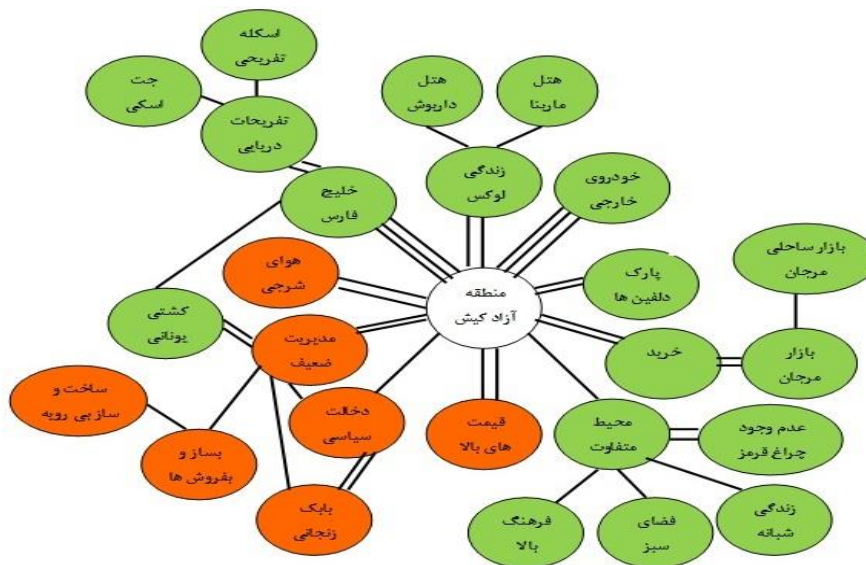 اسکله
تفریحی
جت
اسکی
تفریحات
دریایی
هتل
داریوش
هتل
مارینا
زندگی
لوکس
خودروی
خارجی
خلیج
فارس
هوای
شرجی
منطقه
آزاد کیش
پارک
دلفین ها
بازار ساحلی
مرجان
کشتی
یونانی
مدیریت
ضعیف
خرید
بازار
مرجان
ساخت و
ساز بی رویه
بساز و
بفروش ها
دخالت
سیاسی
قیمت
های بالا
محیط
متفاوت
عدم وجود
چراغ قرمز
بابک
زنجانی
فرهنگ
بالا
فضای
سبز
زندگی
شبانه